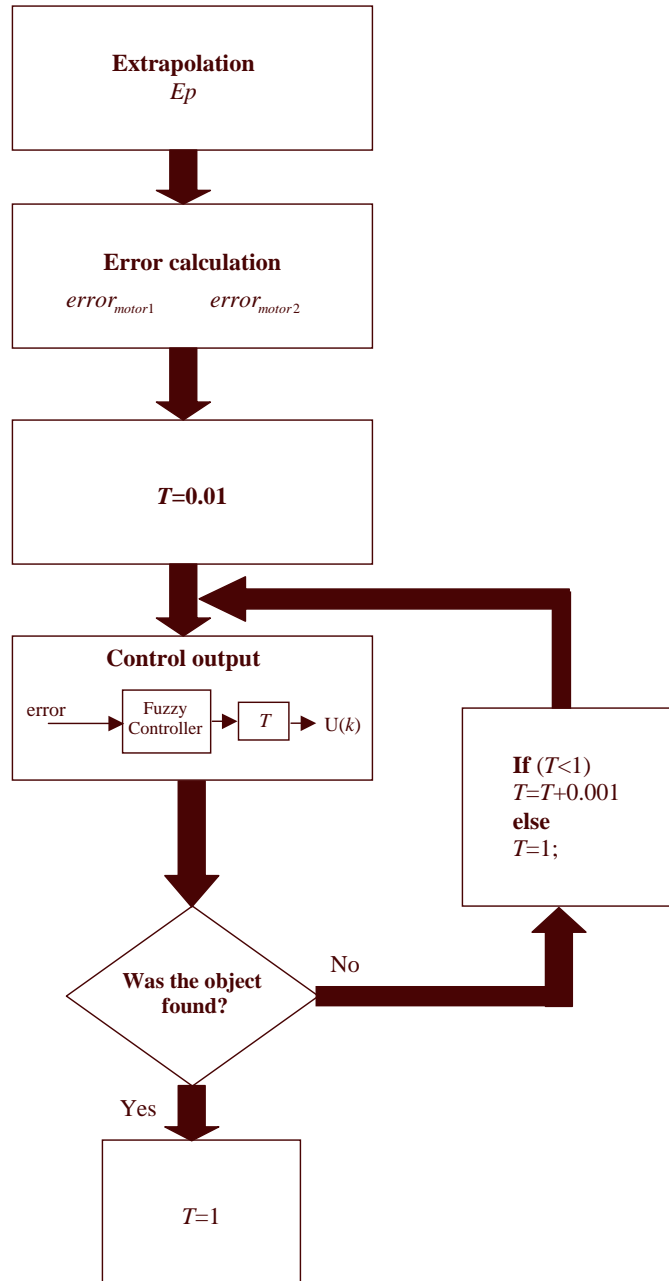 Extrapolation
Ep
Error calculation
error_motor1 error_motor2
T=0.01
Control output
error
Fuzzy
Controller
T
U(k)
If (T<1)
T=T+0.001
else
T=1;
Was the object
found?
No
Yes
T=1